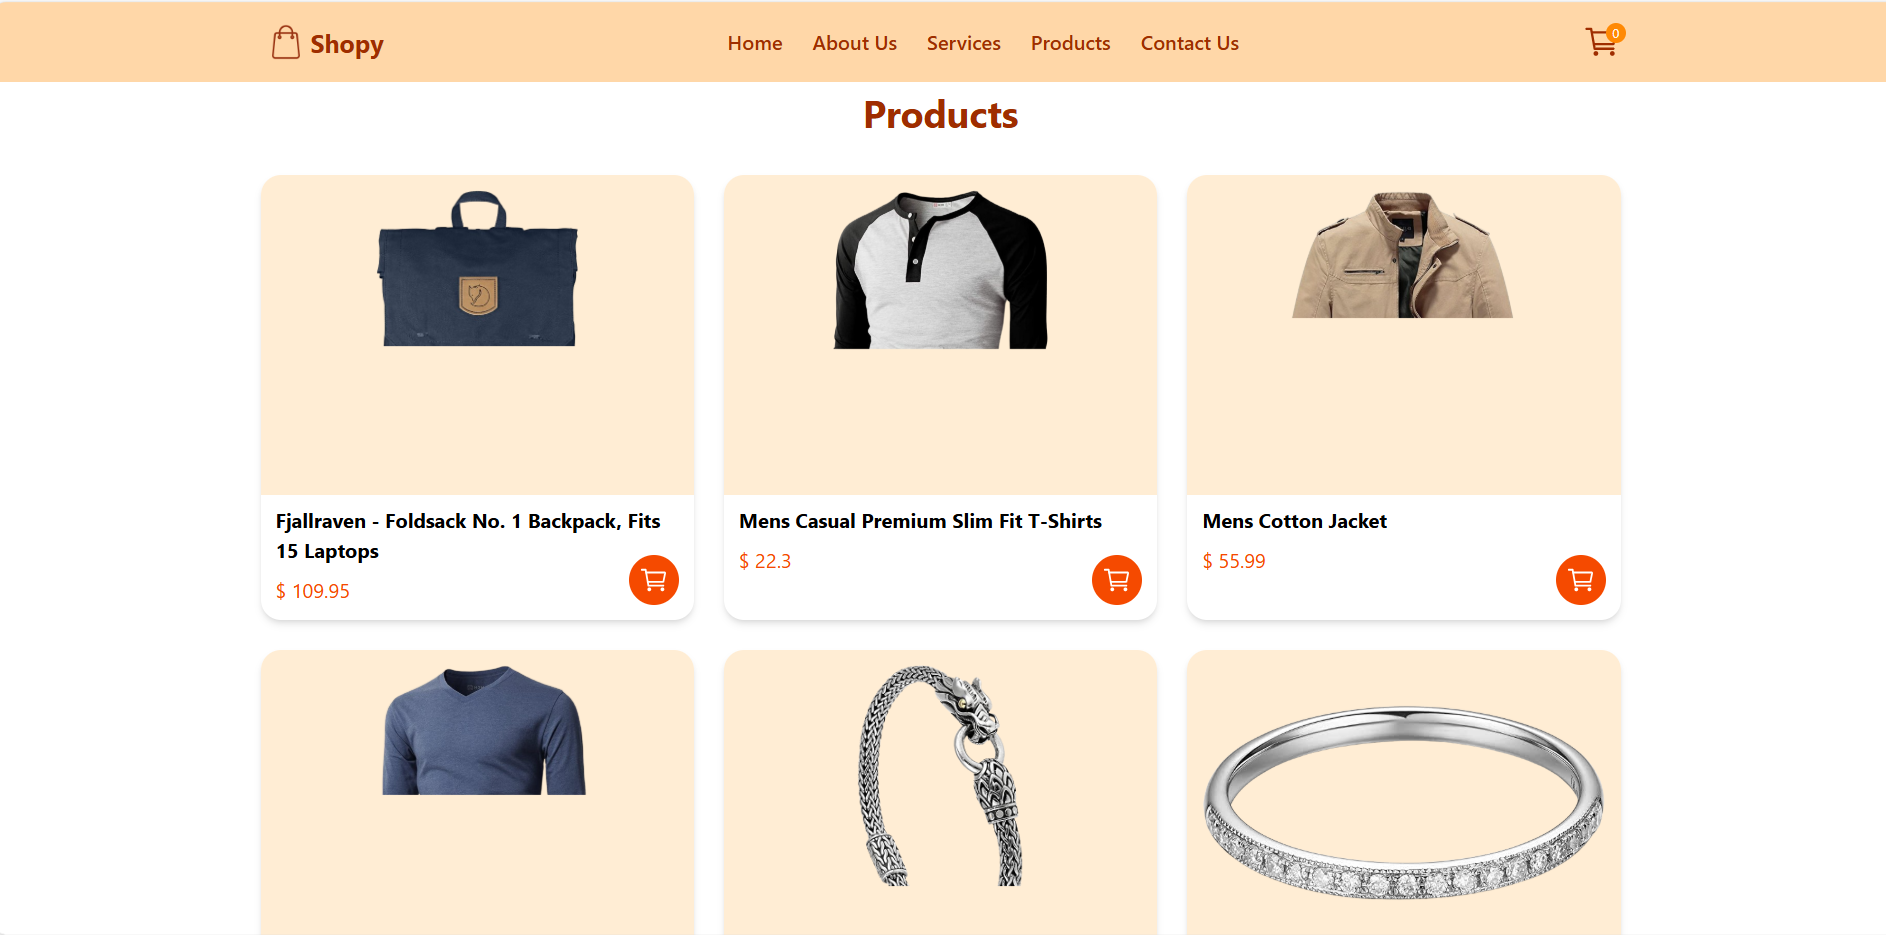 Shopy
Home
About Us
Services
Products
Contact Us
0
Products
Fjallraven - Foldsack No. 1 Backpack, Fits
15 Laptops
$ 109.95
Mens Casual Premium Slim Fit T-Shirts
$ 22.3
Mens Cotton Jacket
$ 55.99